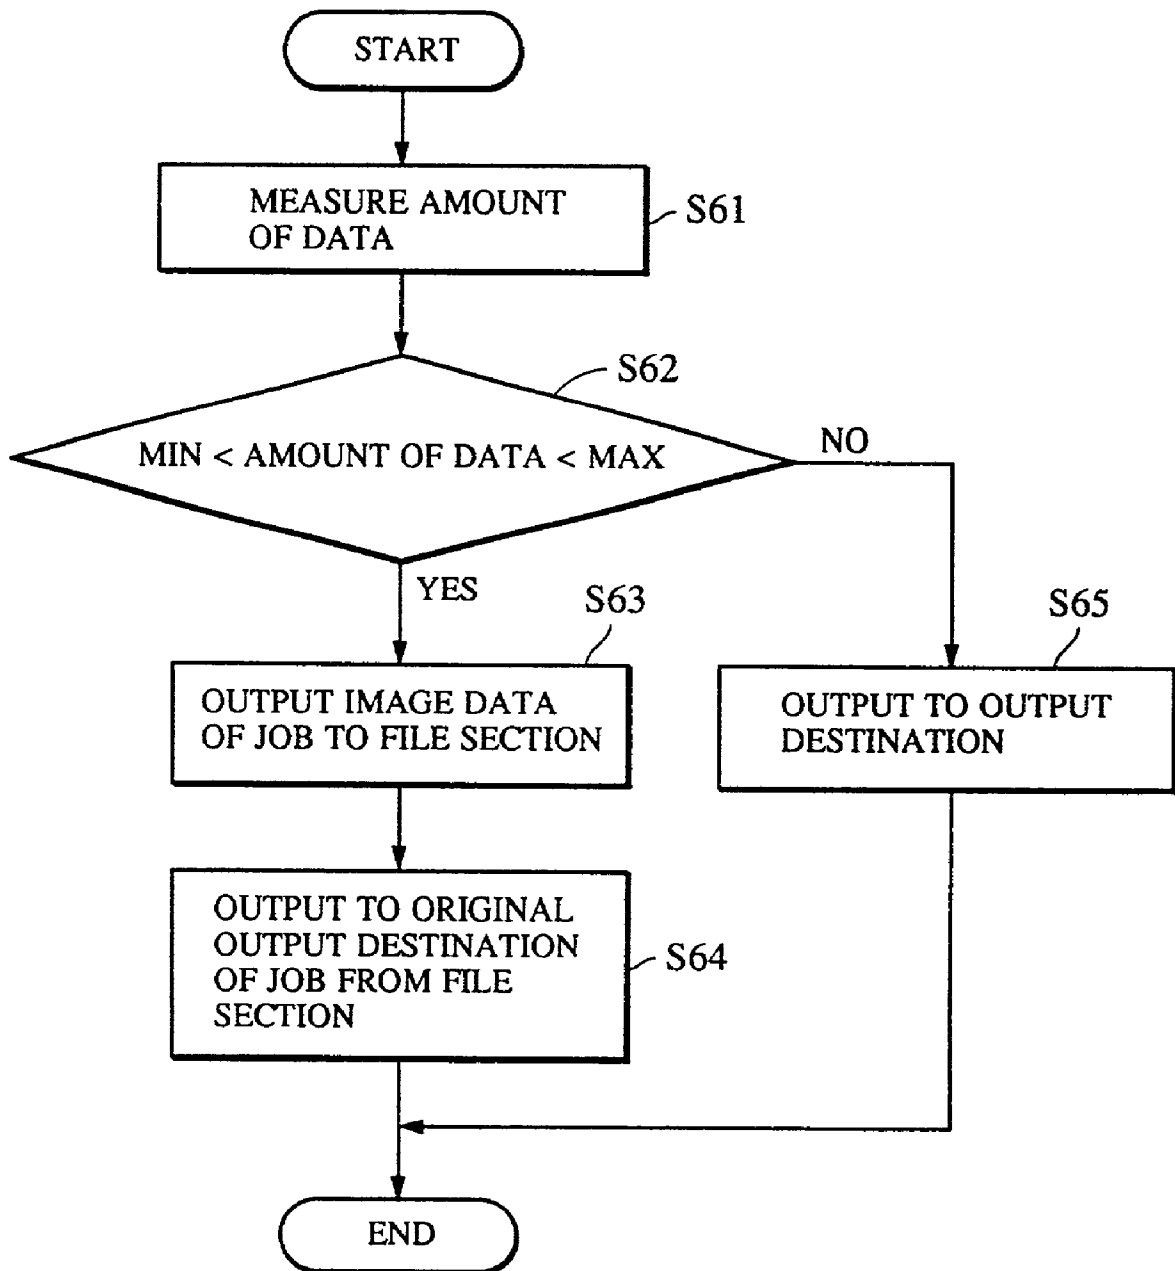 START
MEASURE AMOUNT
OF DATA
S61
S62
MIN < AMOUNT OF DATA < MAX
NO
YES
S63
OUTPUT IMAGE DATA
OF JOB TO FILE SECTION
S65
OUTPUT TO OUTPUT
DESTINATION
OUTPUT TO ORIGINAL
OUTPUT DESTINATION
OF JOB FROM FILE
SECTION
S64
END